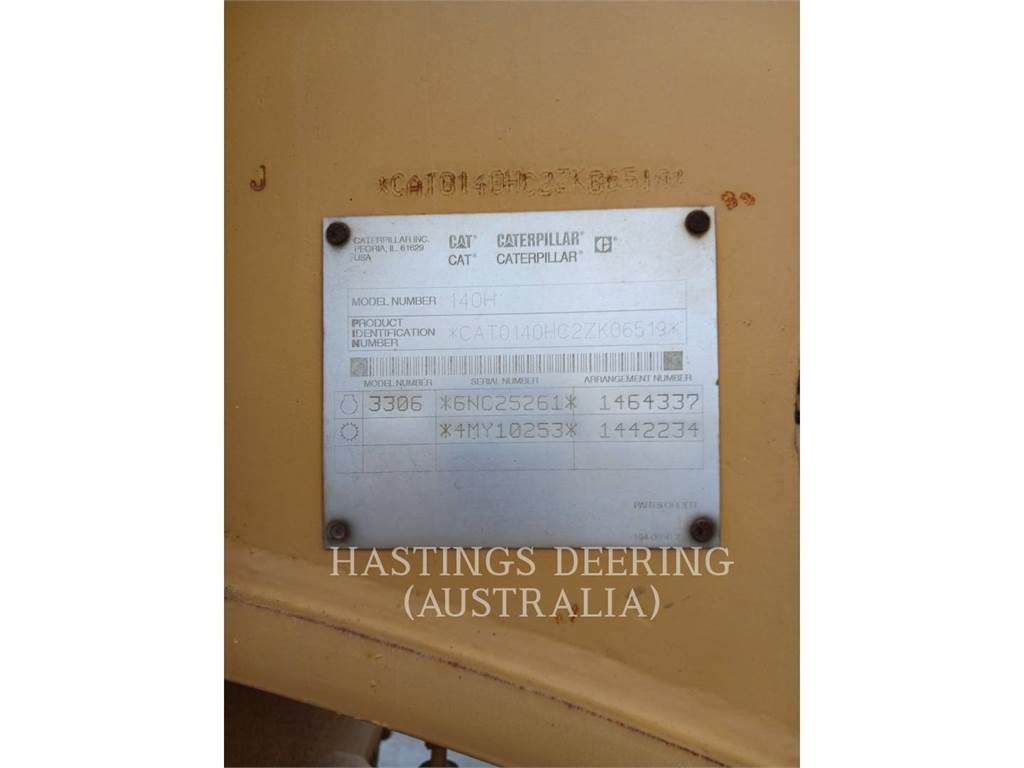 J
*CAT0140HC2ZK06519*
CATERPILLAR INC.
PEORIA, IL 61629
USA
CAT® CATERPILLAR® C®
CAT® CATERPILLAR®
MODEL NUMBER 140H
PRODUCT
IDENTIFICATION
NUMBER
*CAT0140HC2ZK06519*
MODEL NUMBER SERIAL NUMBER ARRANGEMENT NUMBER
3306 *6NC25261* 1464337
*4MY10253* 1442234
HASTINGS DEERING
(AUSTRALIA)